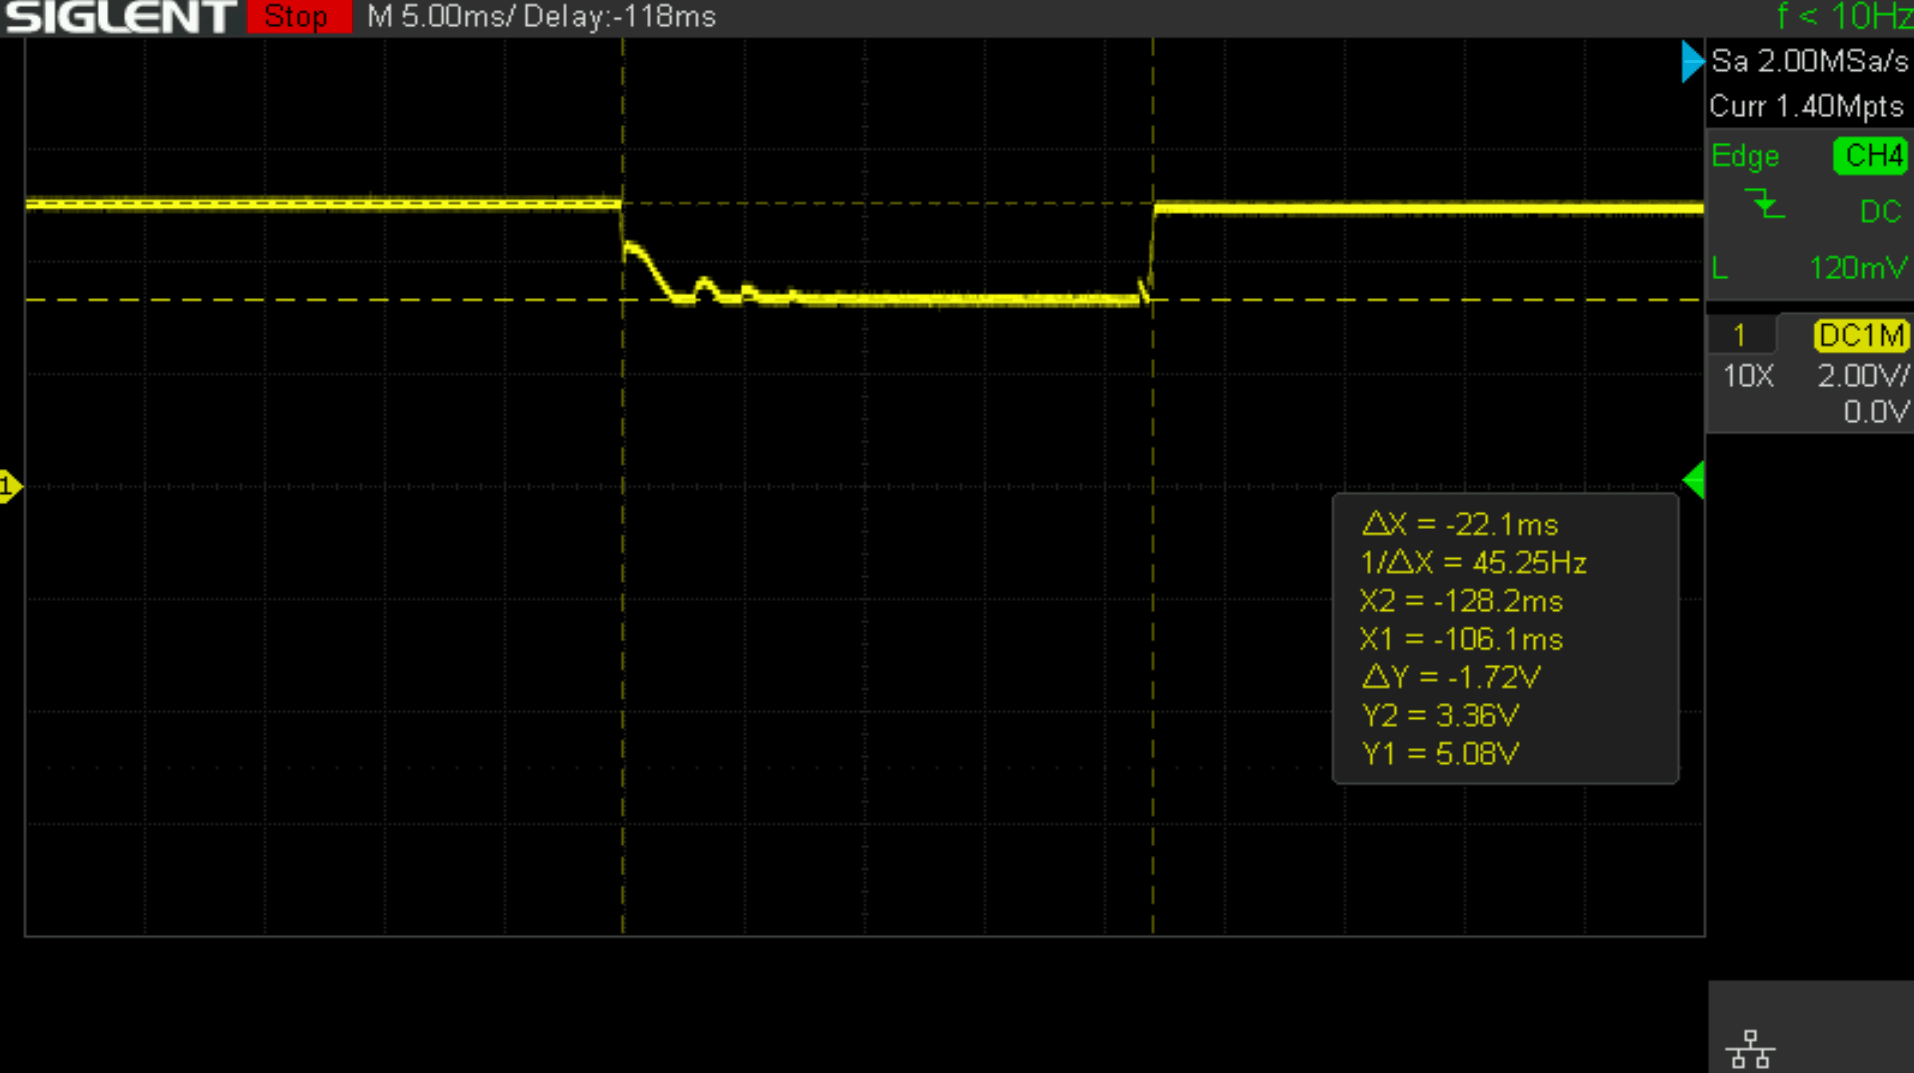 SIGLENT Stop M 5.00ms/ Delay:-118ms f < 10Hz
Sa 2.00MSa/s
Curr 1.40Mpts
Edge CH4
DC
L 120mV
1 DC1M
10X 2.00V/
0.0V
1
ΔX = -22.1ms
1/ΔX = 45.25Hz
X2 = -128.2ms
X1 = -106.1ms
ΔY = -1.72V
Y2 = 3.36V
Y1 = 5.08V